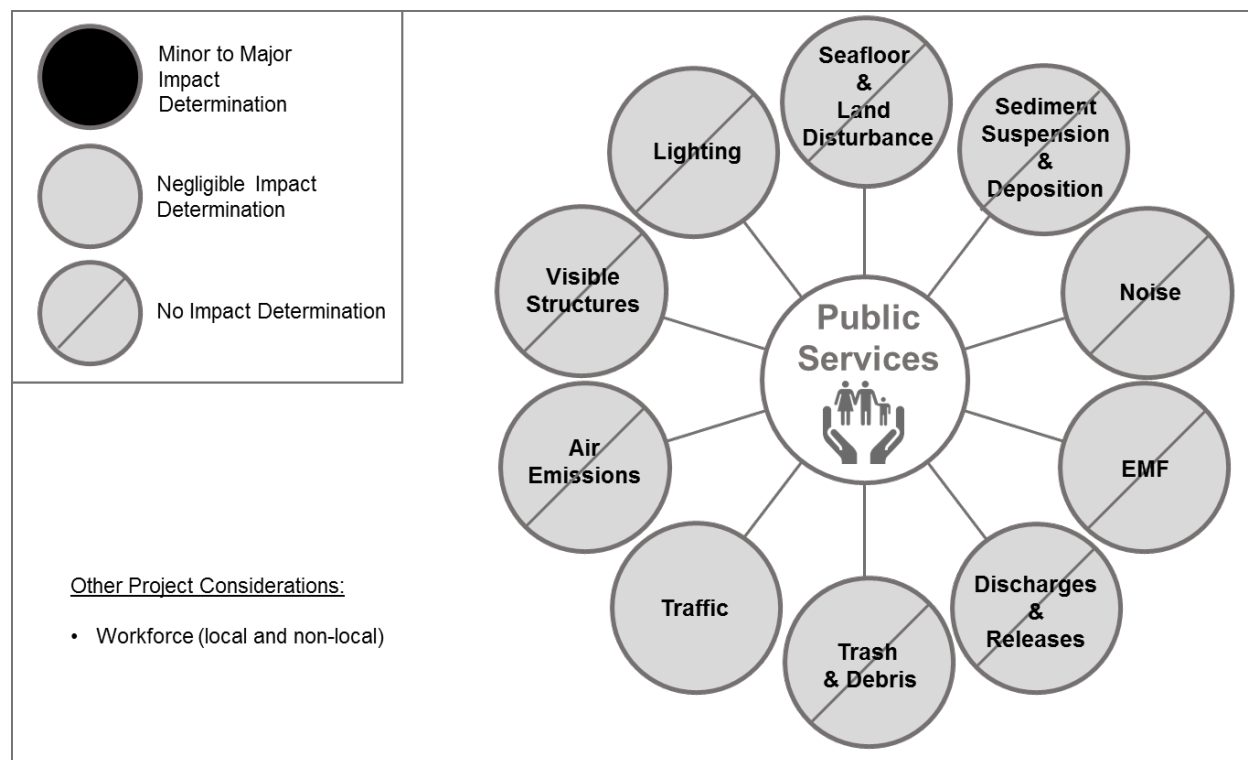 Minor to Major
Impact
Determination
Negligible Impact
Determination
No Impact Determination
Other Project Considerations:
• Workforce (local and non-local)
Public
Services
Seafloor
&
Land
Disturbance
Sediment
Suspension
&
Deposition
Noise
EMF
Discharges
&
Releases
Trash
& Debris
Traffic
Air
Emissions
Visible
Structures
Lighting